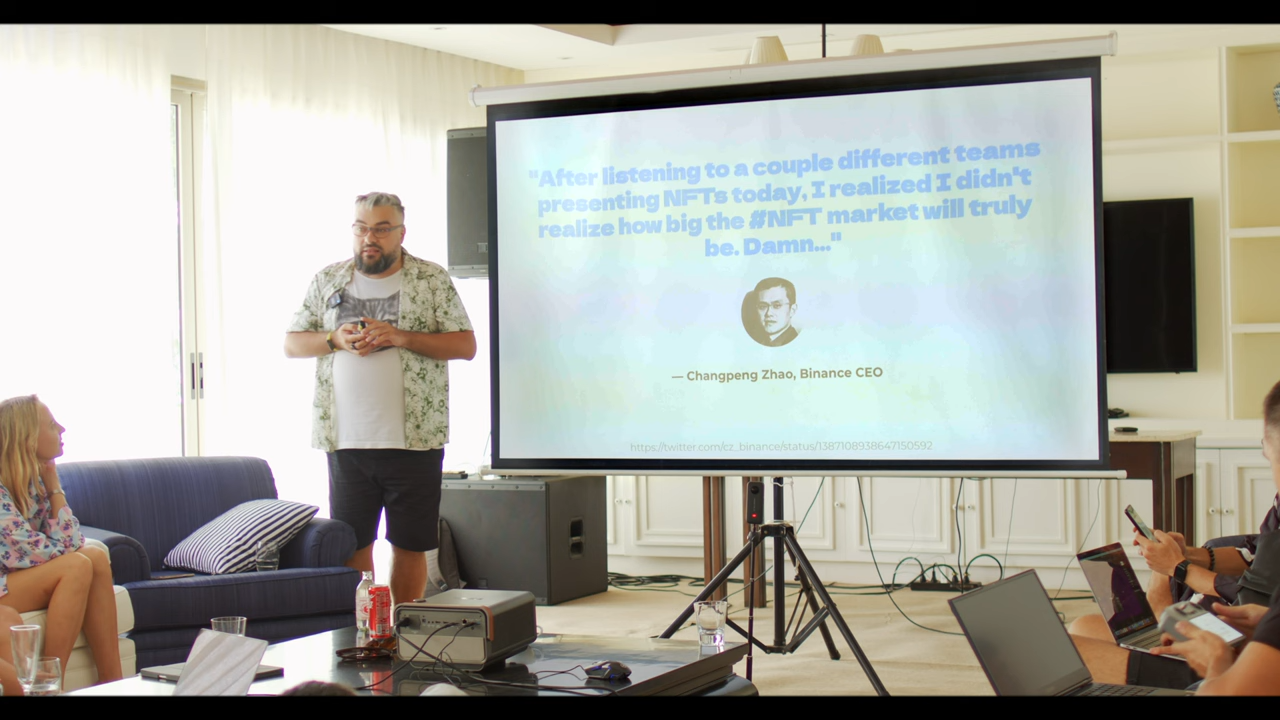 "After listening to a couple different teams
presenting NFTs today, I realized I didn't
realize how big the #NFT market will truly
be. Damn..."
— Changpeng Zhao, Binance CEO
https://twitter.com/cz_binance/status/1387108938647150592